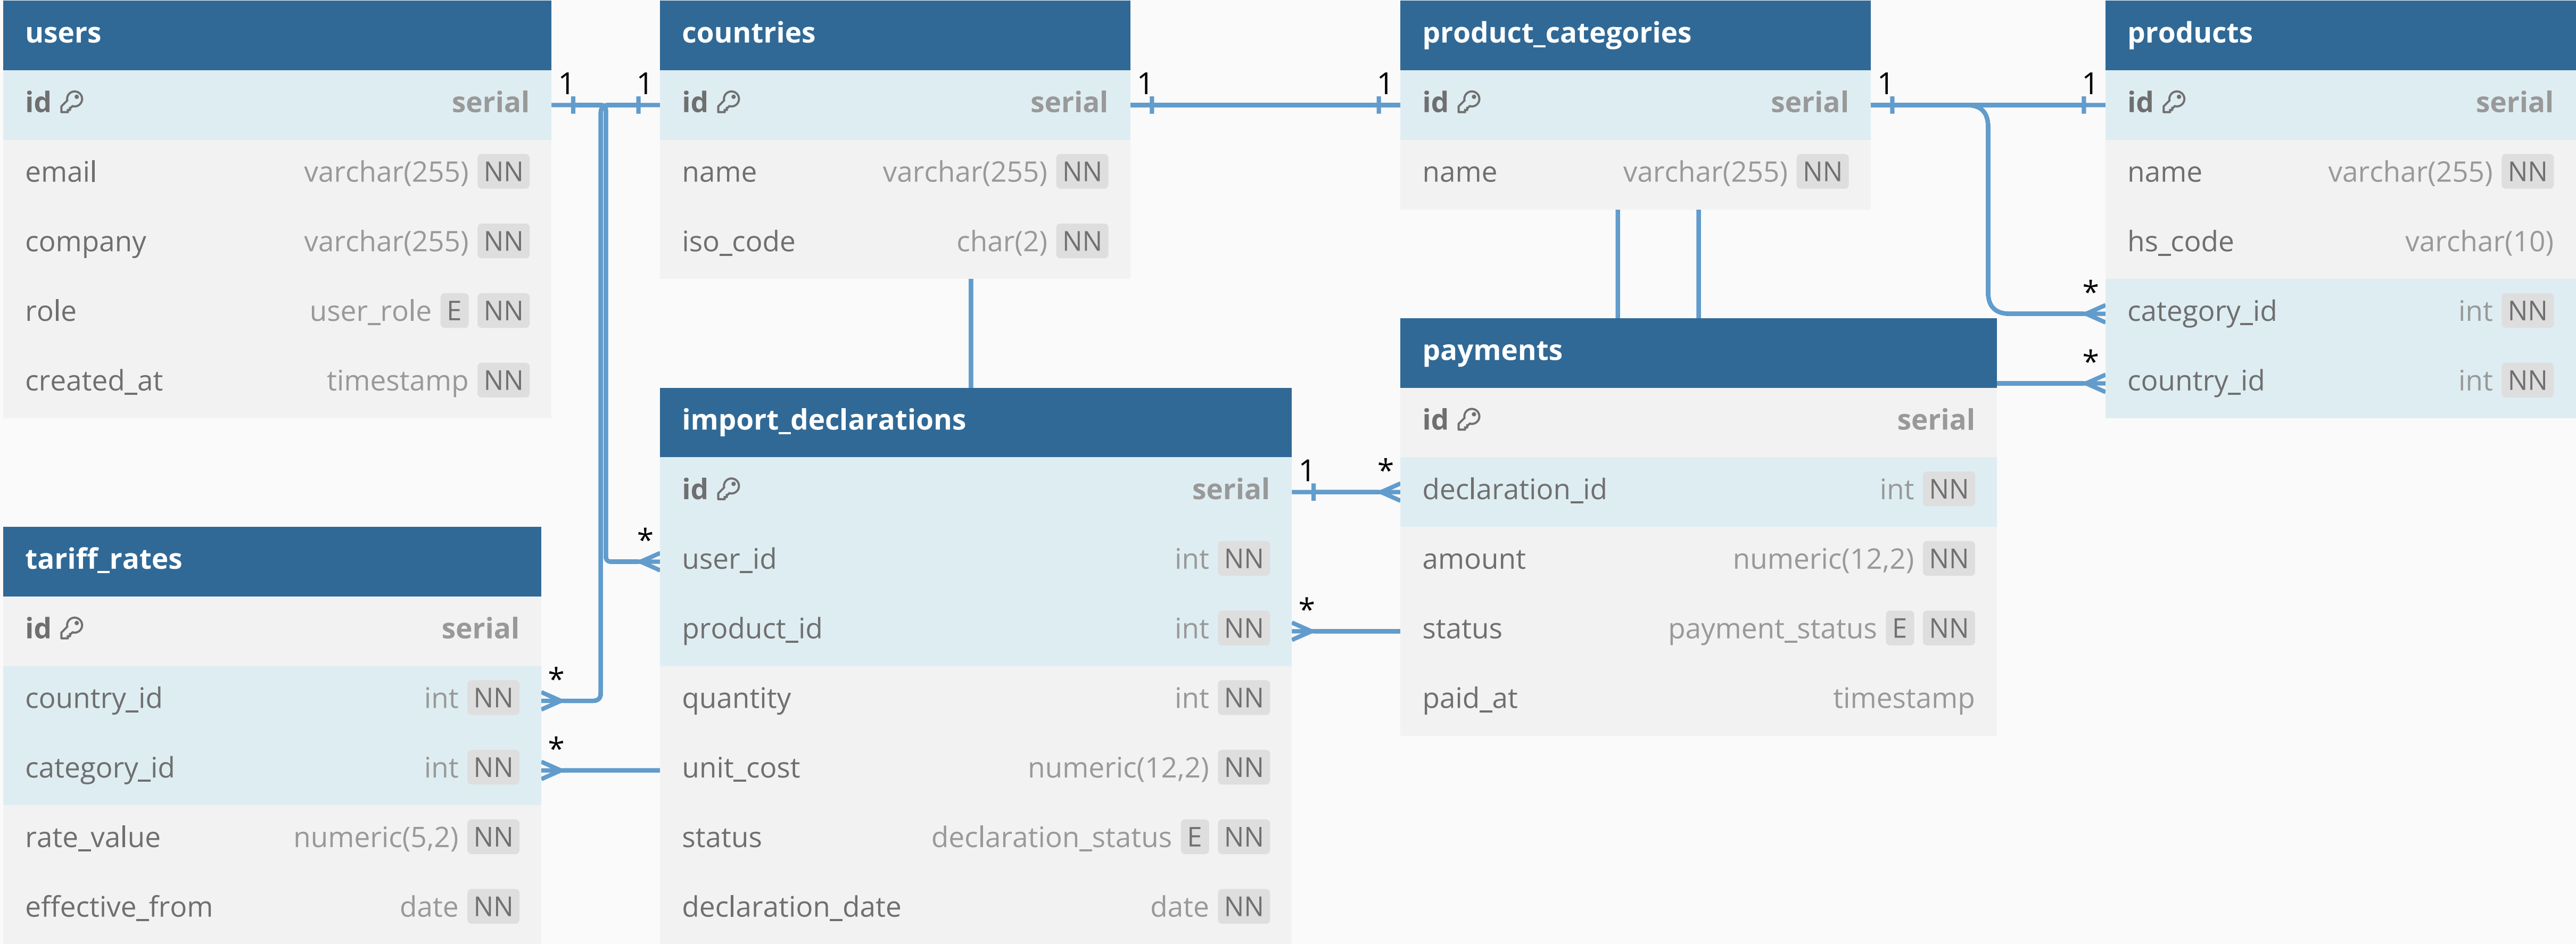 users
id serial
email varchar(255) NN
company varchar(255) NN
role user_role E NN
created_at timestamp NN
1 1
countries
id serial
name varchar(255) NN
iso_code char(2) NN
1 1
product_categories
id serial
name varchar(255) NN
1 1
products
id serial
name varchar(255) NN
hs_code varchar(10)
* category_id int NN
* country_id int NN
tariff_rates
id serial
country_id int NN *
category_id int NN *
rate_value numeric(5,2) NN
effective_from date NN
import_declarations
id serial 1
* user_id int NN
product_id int NN *
quantity int NN
unit_cost numeric(12,2) NN
status declaration_status E NN
declaration_date date NN
payments
id serial
* declaration_id int NN
amount numeric(12,2) NN
status payment_status E NN
paid_at timestamp